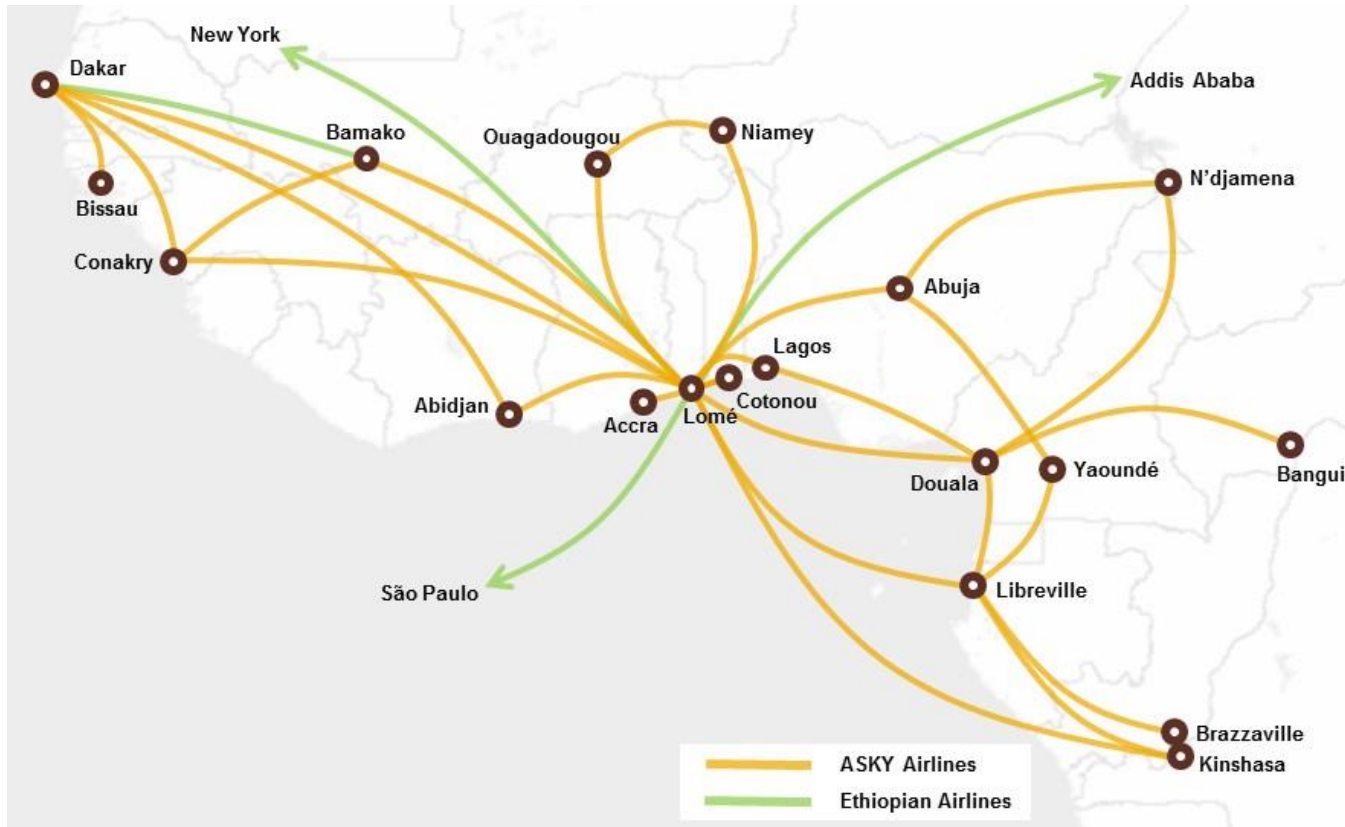 New York
Dakar
Addis Ababa
Bamako
Ouagadougou
Niamey
N'djamena
Bissau
Conakry
Abuja
Lagos
Abidjan
Accra
Lomé
Cotonou
Douala
Yaoundé
Bangui
São Paulo
Libreville
Brazzaville
Kinshasa
ASKY Airlines
Ethiopian Airlines